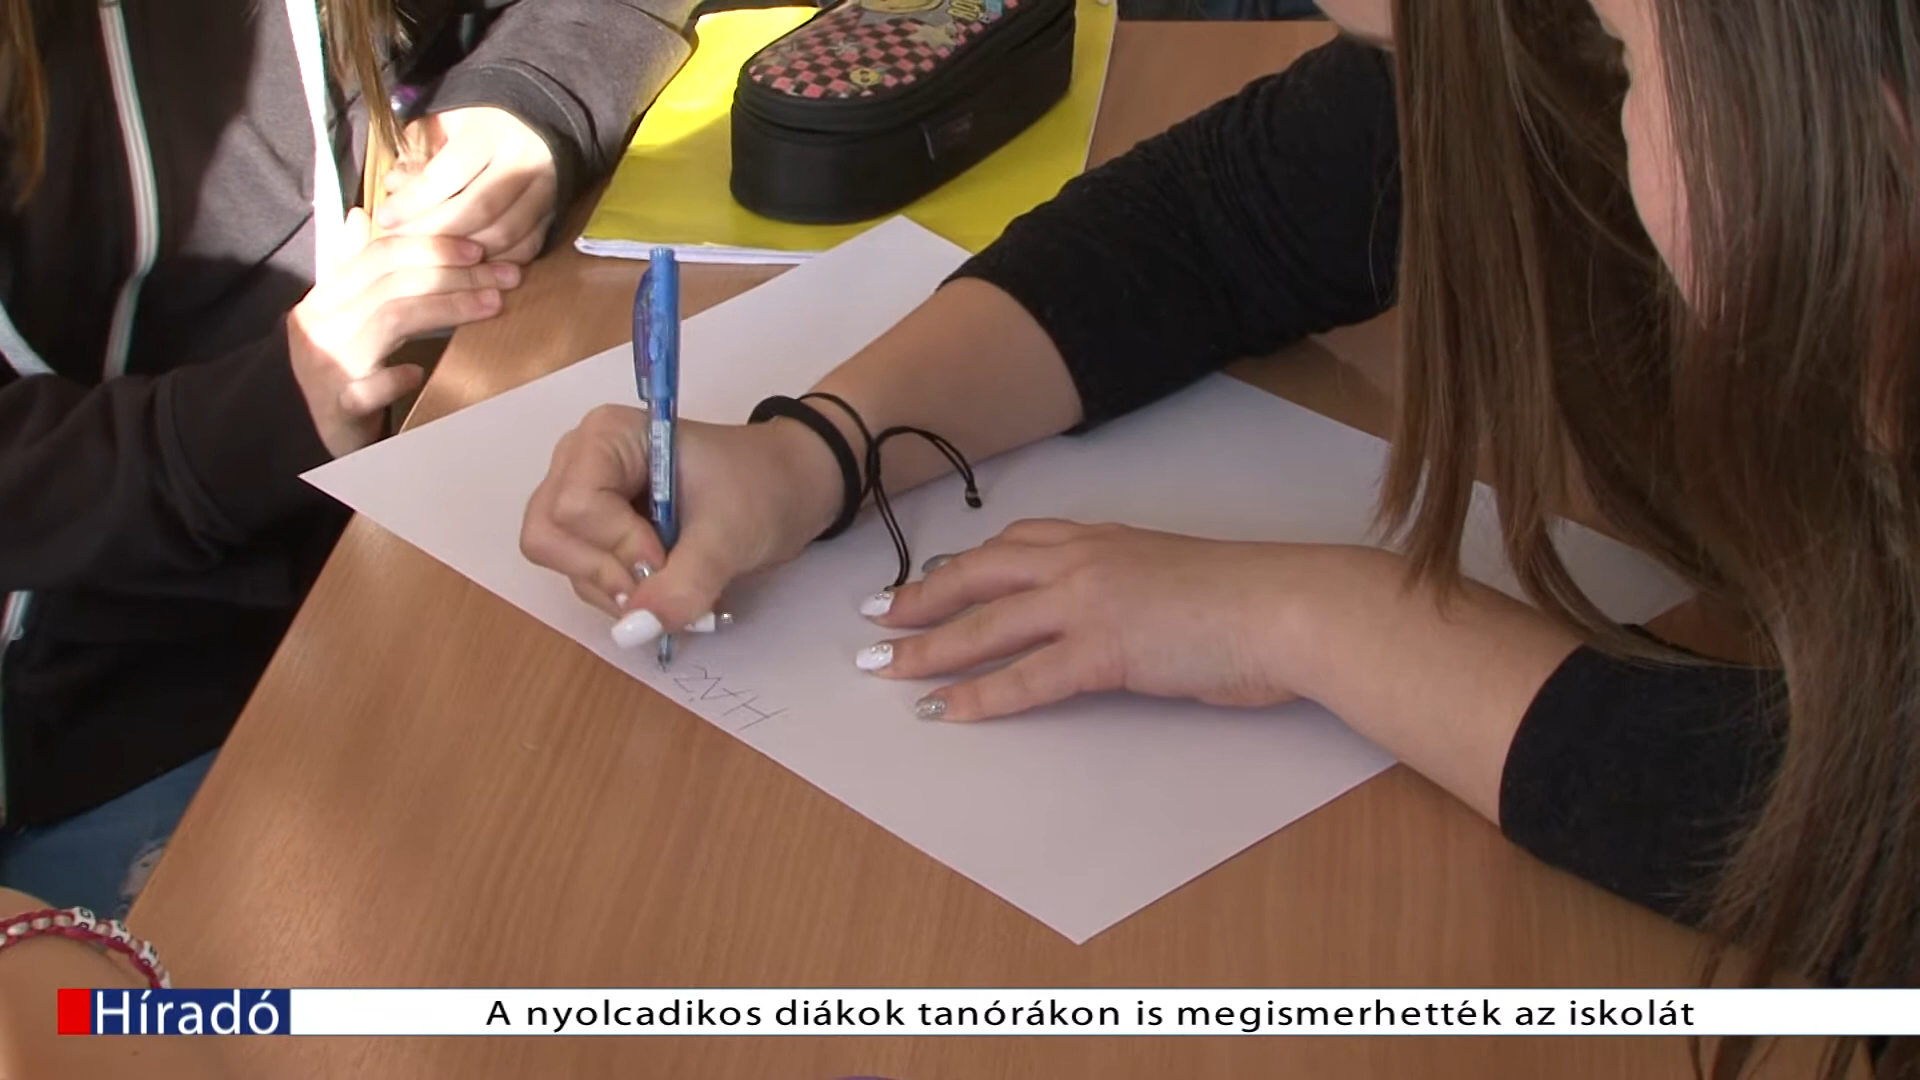 HÁZ
Híradó
A nyolcadikos diákok tanórákon is megismerhették az iskolát